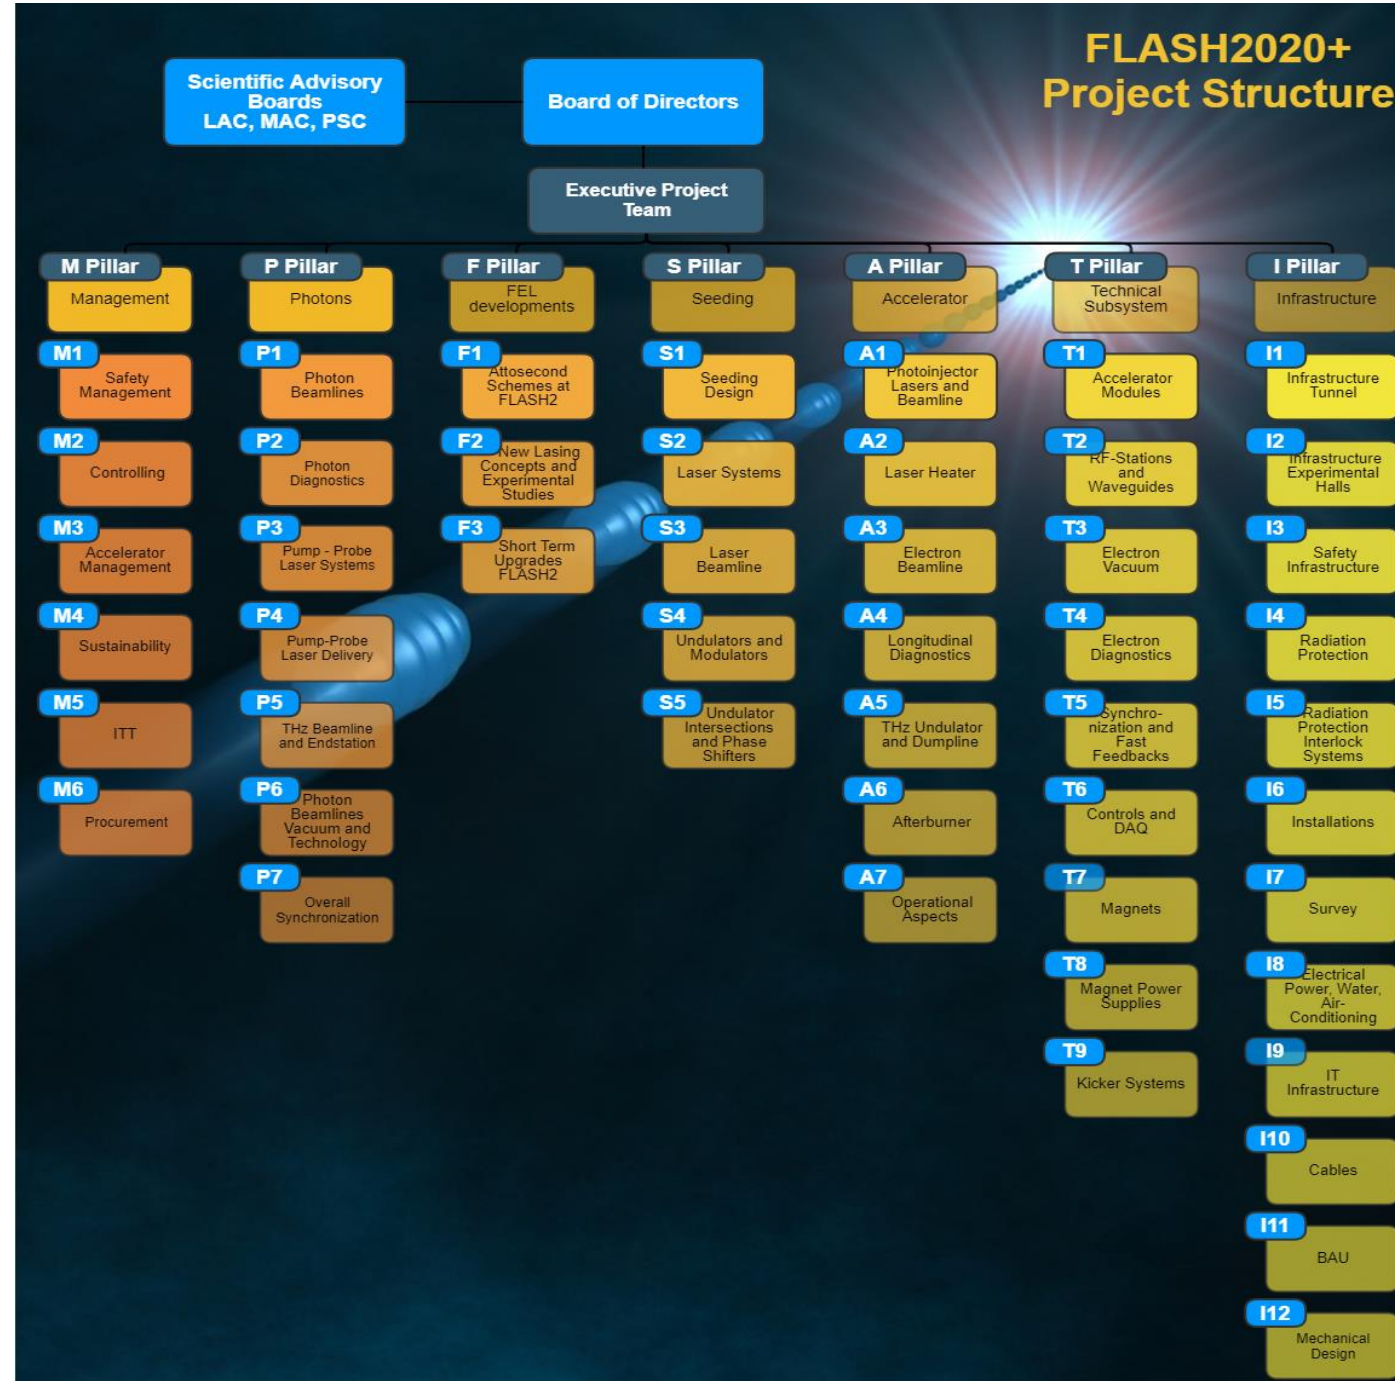 FLASH2020+
Project Structure
Scientific Advisory
Boards
LAC, MAC, PSC
Board of Directors
Executive Project
Team
M Pillar
Management
M1
Safety
Management
M2
Controlling
M3
Accelerator
Management
M4
Sustainability
M5
ITT
M6
Procurement
P Pillar
Photons
P1
Photon
Beamlines
P2
Photon
Diagnostics
P3
Pump - Probe
Laser Systems
P4
Pump-Probe
Laser Delivery
P5
THz Beamline
and Endstation
P6
Photon
Beamlines
Vacuum and
Technology
P7
Overall
Synchronization
F Pillar
FEL
developments
F1
Attosecond
Schemes at
FLASH2
F2
New Lasing
Concepts and
Experimental
Studies
F3
Short Term
Upgrades
FLASH2
S Pillar
Seeding
S1
Seeding
Design
S2
Laser Systems
S3
Laser
Beamline
S4
Undulators and
Modulators
S5
Undulator
Intersections
and Phase
Shifters
A Pillar
Accelerator
A1
Photoinjector
Lasers and
Beamline
A2
Laser Heater
A3
Electron
Beamline
A4
Longitudinal
Diagnostics
A5
THz Undulator
and Dumpline
A6
Afterburner
A7
Operational
Aspects
T Pillar
Technical
Subsystem
T1
Accelerator
Modules
T2
RF-Stations
and
Waveguides
T3
Electron
Vacuum
T4
Electron
Diagnostics
T5
Synchro-
nization and
Fast
Feedbacks
T6
Controls and
DAQ
T7
Magnets
T8
Magnet Power
Supplies
T9
Kicker Systems
I Pillar
Infrastructure
I1
Infrastructure
Tunnel
I2
Infrastructure
Experimental
Halls
I3
Safety
Infrastructure
I4
Radiation
Protection
I5
Radiation
Protection
Interlock
Systems
I6
Installations
I7
Survey
I8
Electrical
Power, Water,
Air-
Conditioning
I9
IT
Infrastructure
I10
Cables
I11
BAU
I12
Mechanical
Design